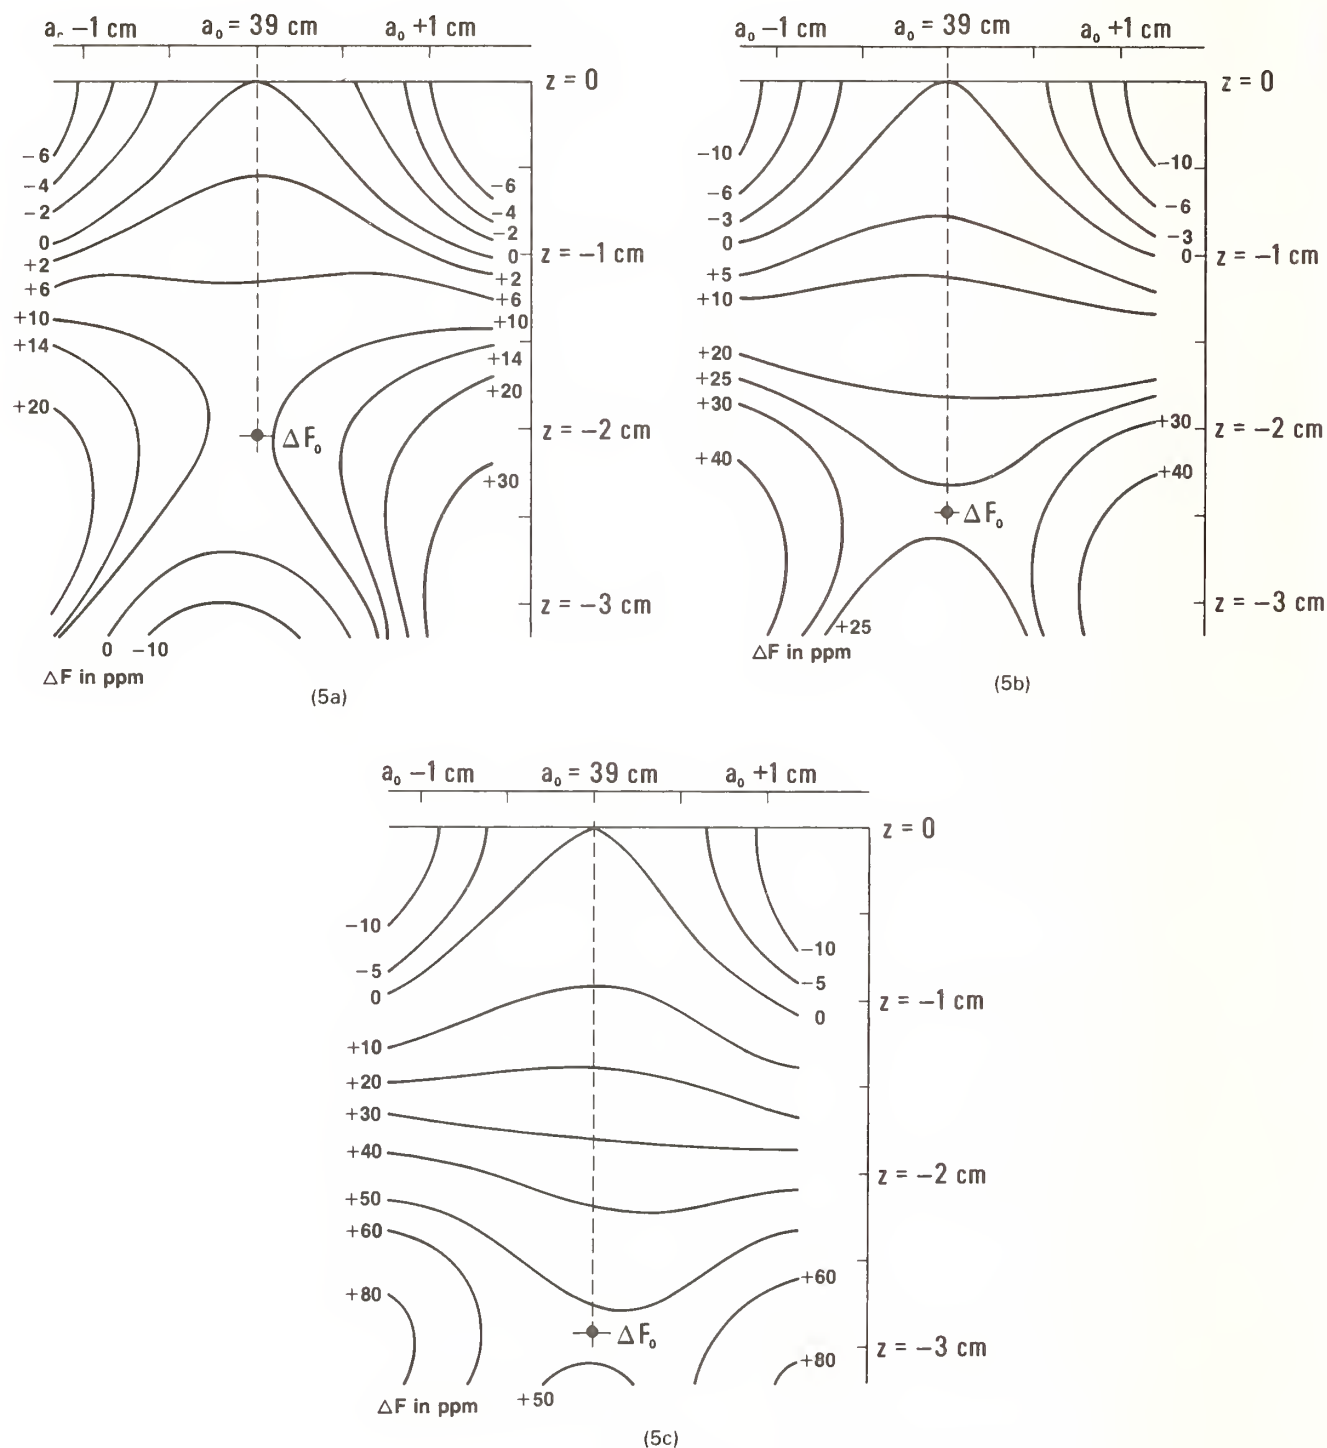 a₀ −1 cm a₀ = 39 cm a₀ +1 cm
z = 0
−6
−4
−2
0
+2
+6
+10
+14
+20
−6
−4
−2
0
z = −1 cm
+2
+6
+10
+14
+20
z = −2 cm
ΔF₀
+30
z = −3 cm
0 −10
ΔF in ppm
(5a)
a₀ −1 cm a₀ = 39 cm a₀ +1 cm
z = 0
−10
−6
−3
0
+5
+10
+20
+25
+30
+40
−10
−6
−3
0
z = −1 cm
+30
z = −2 cm
+40
ΔF₀
z = −3 cm
+25
ΔF in ppm
(5b)
a₀ −1 cm a₀ = 39 cm a₀ +1 cm
z = 0
−10
−5
0
+10
+20
+30
+40
+50
+60
+80
−10
−5
0
z = −1 cm
z = −2 cm
+60
ΔF₀
z = −3 cm
+80
+50
ΔF in ppm
(5c)